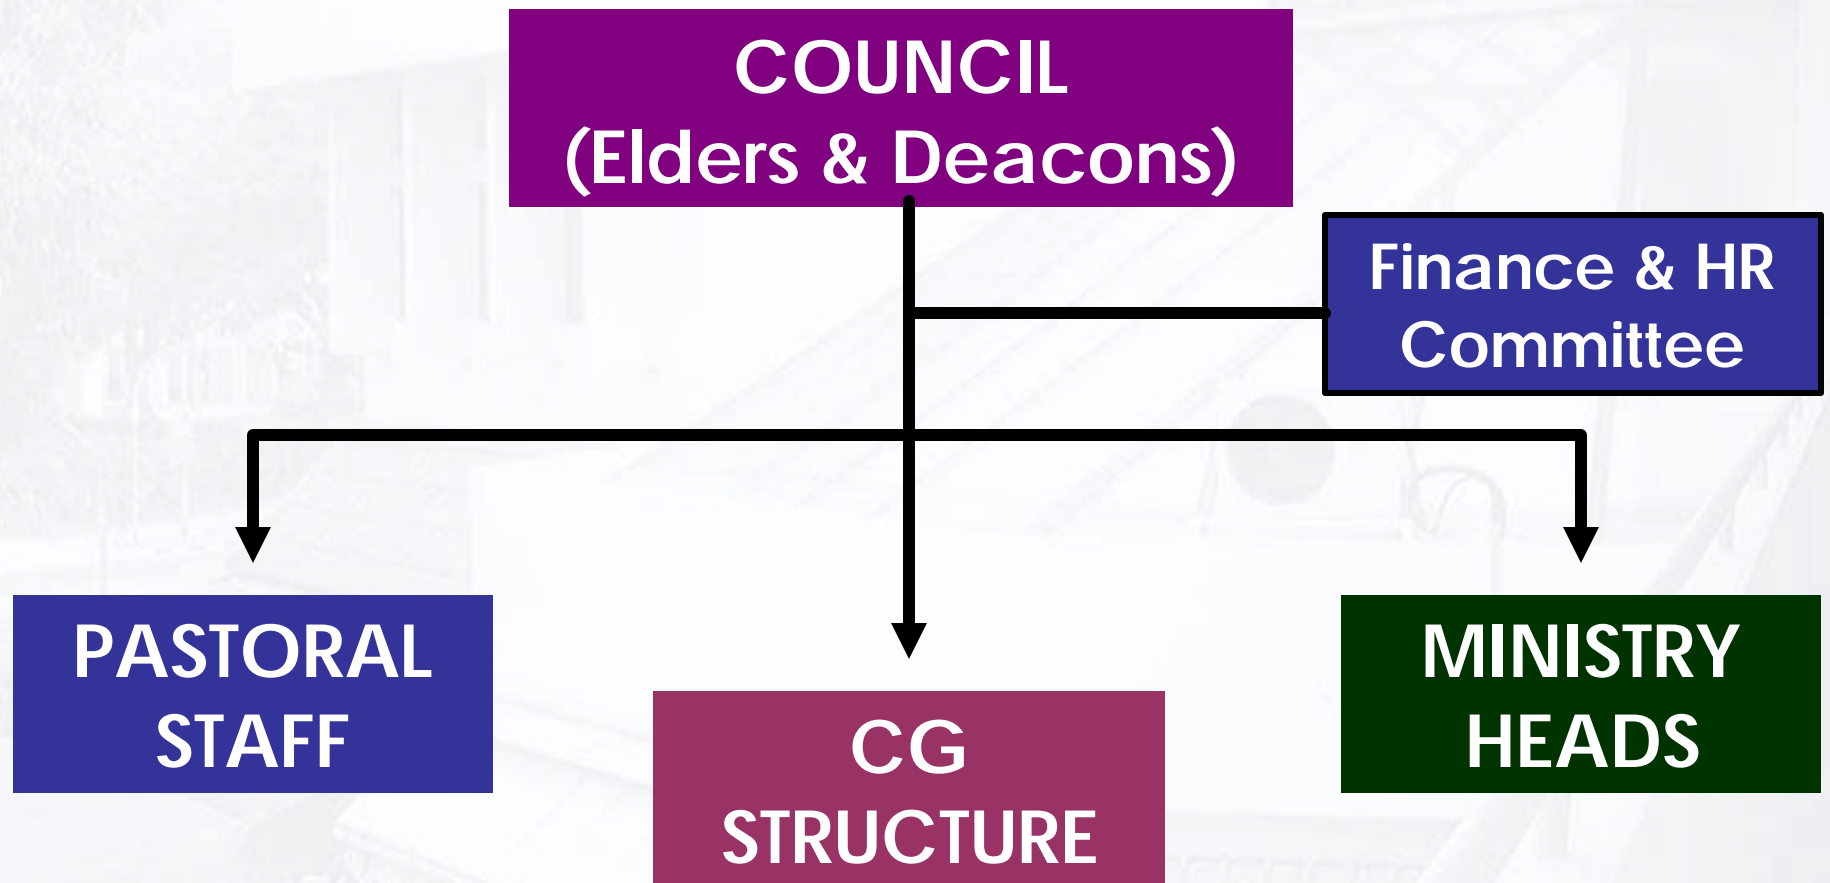 COUNCIL
(Elders & Deacons)
Finance & HR
Committee
PASTORAL
STAFF
CG
STRUCTURE
MINISTRY
HEADS